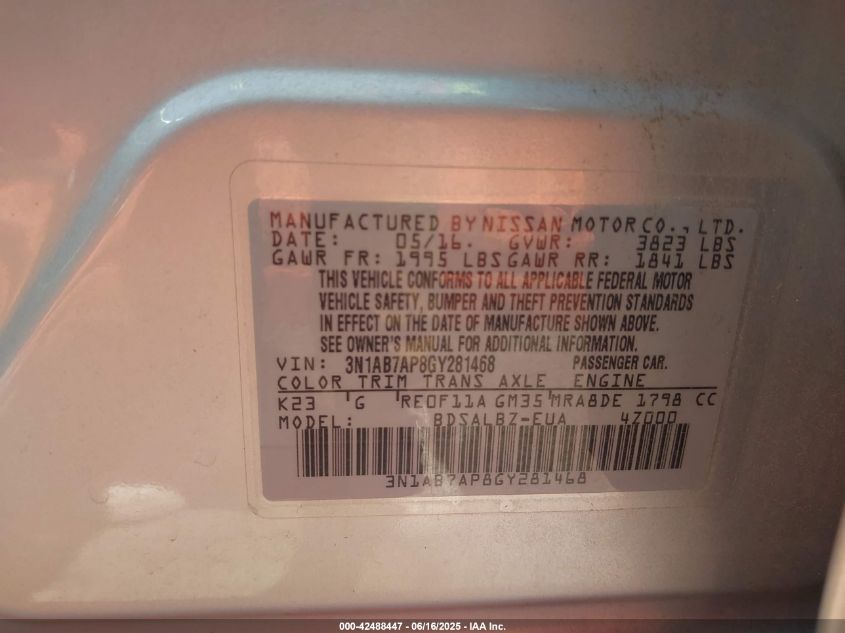 MANUFACTURED BY NISSAN MOTOR CO., LTD.
DATE: 05/16. GVWR: 3823 LBS
GAWR FR: 1995 LBS GAWR RR: 1841 LBS
THIS VEHICLE CONFORMS TO ALL APPLICABLE FEDERAL MOTOR
VEHICLE SAFETY, BUMPER AND THEFT PREVENTION STANDARDS
IN EFFECT ON THE DATE OF MANUFACTURE SHOWN ABOVE.
SEE OWNER'S MANUAL FOR ADDITIONAL INFORMATION.
VIN: 3N1AB7AP8GY281468 PASSENGER CAR.
COLOR TRIM TRANS AXLE ENGINE
K23 G RE0F11A GM35 MRA8DE 1798 CC
MODEL: BDSALBZ-EUA 4Z000
3N1AB7AP8GY281468
000-42488447 - 06/16/2025 - IAA Inc.